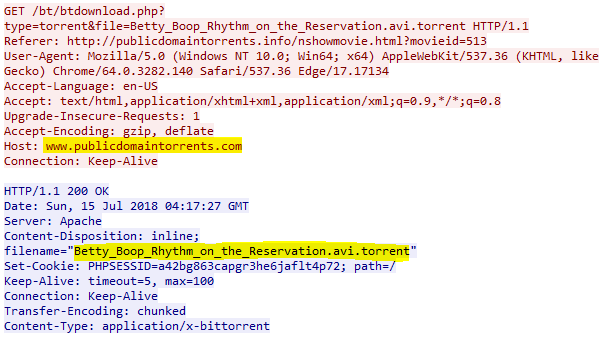 GET /bt/btdownload.php?
type=torrent&file=Betty_Boop_Rhythm_on_the_Reservation.avi.torrent HTTP/1.1
Referer: http://publicdomaintorrents.info/nshowmovie.html?movieid=513
User-Agent: Mozilla/5.0 (Windows NT 10.0; Win64; x64) AppleWebKit/537.36 (KHTML, like
Gecko) Chrome/64.0.3282.140 Safari/537.36 Edge/17.17134
Accept-Language: en-US
Accept: text/html,application/xhtml+xml,application/xml;q=0.9,*/*;q=0.8
Upgrade-Insecure-Requests: 1
Accept-Encoding: gzip, deflate
Host: www.publicdomaintorrents.com
Connection: Keep-Alive

HTTP/1.1 200 OK
Date: Sun, 15 Jul 2018 04:17:27 GMT
Server: Apache
Content-Disposition: inline;
filename="Betty_Boop_Rhythm_on_the_Reservation.avi.torrent"
Set-Cookie: PHPSESSID=a42bg863capgr3he6jaflt4p72; path=/
Keep-Alive: timeout=5, max=100
Connection: Keep-Alive
Transfer-Encoding: chunked
Content-Type: application/x-bittorrent